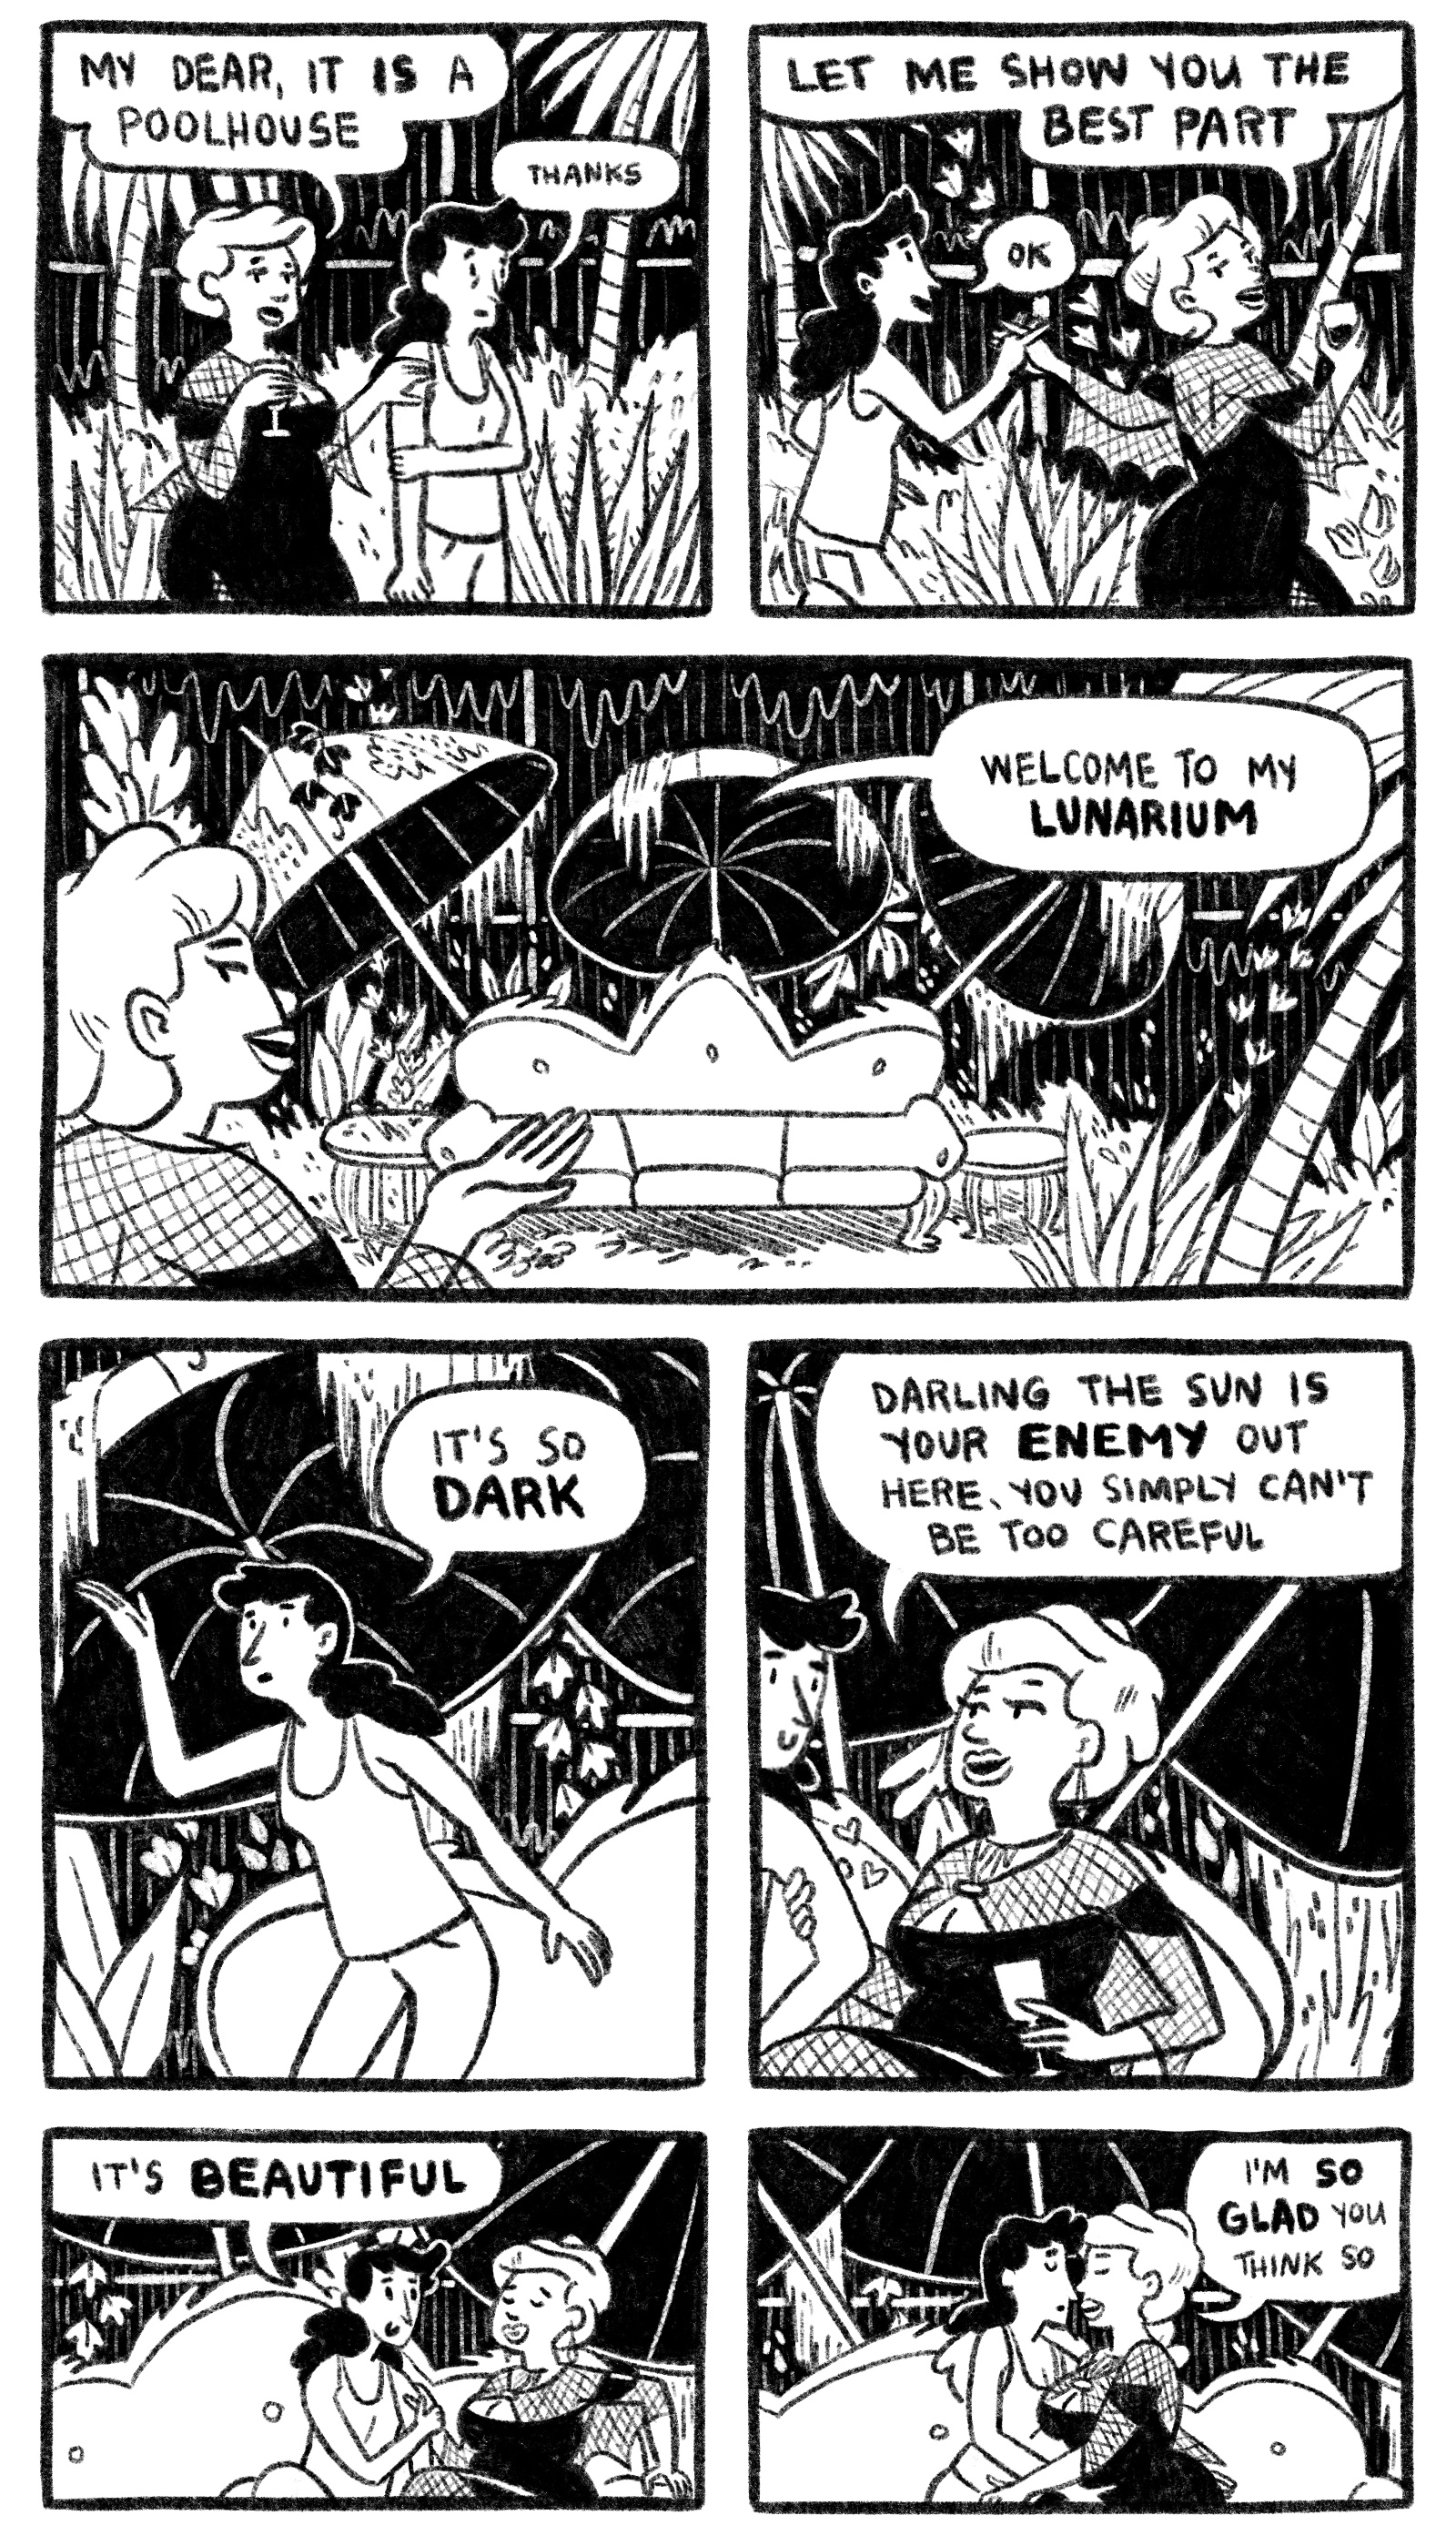 MY DEAR, IT IS A
POOLHOUSE
THANKS
LET ME SHOW YOU THE
BEST PART
OK
WELCOME TO MY
LUNARIUM
IT'S SO
DARK
DARLING THE SUN IS
YOUR ENEMY OUT
HERE. YOU SIMPLY CAN'T
BE TOO CAREFUL
IT'S BEAUTIFUL
I'M SO
GLAD YOU
THINK SO